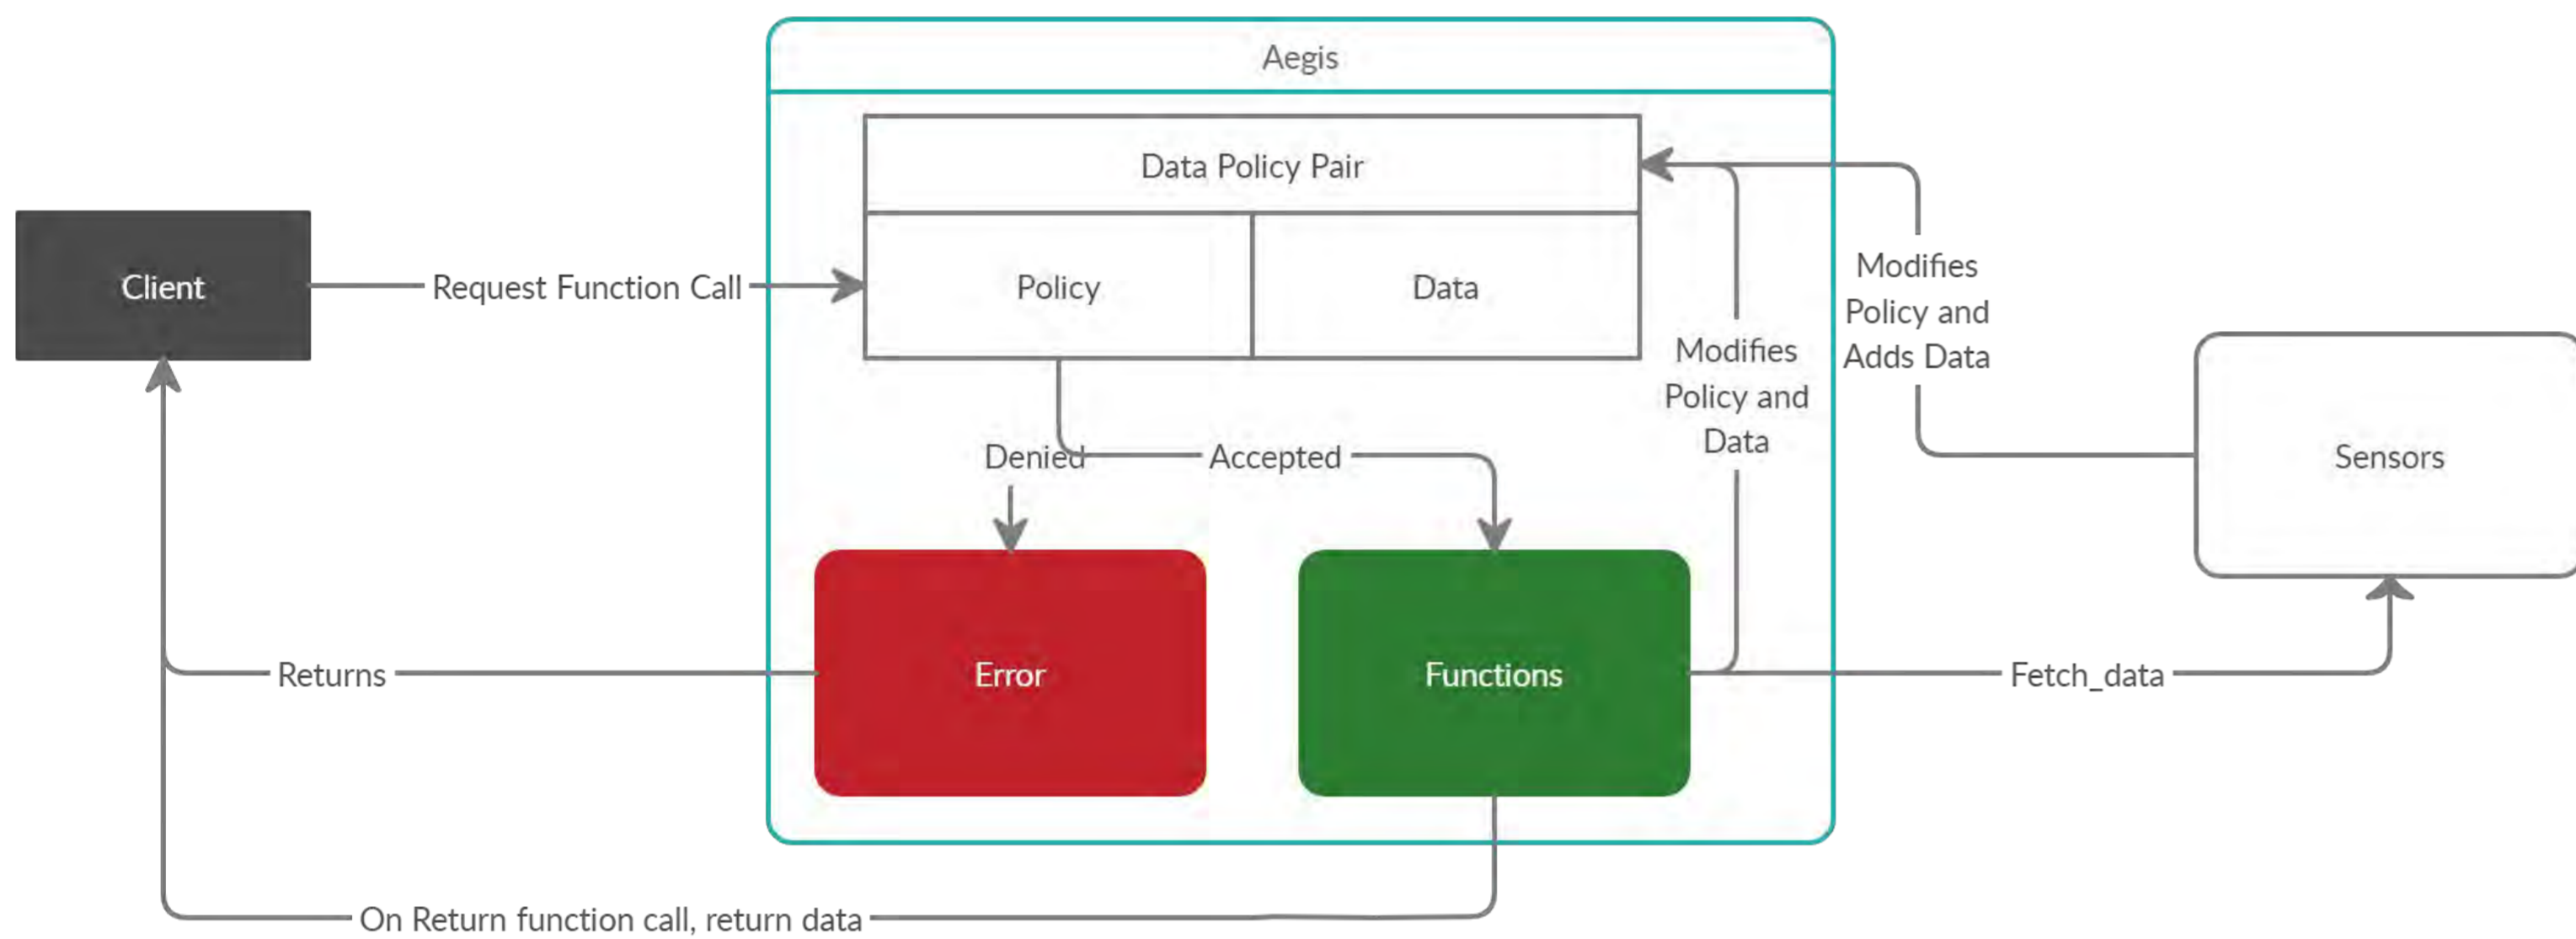 Aegis
Data Policy Pair
Client
Request Function Call
Policy
Data
Modifies
Policy and
Adds Data
Modifies
Policy and
Data
Denied
Accepted
Sensors
Returns
Error
Functions
Fetch_data
On Return function call, return data